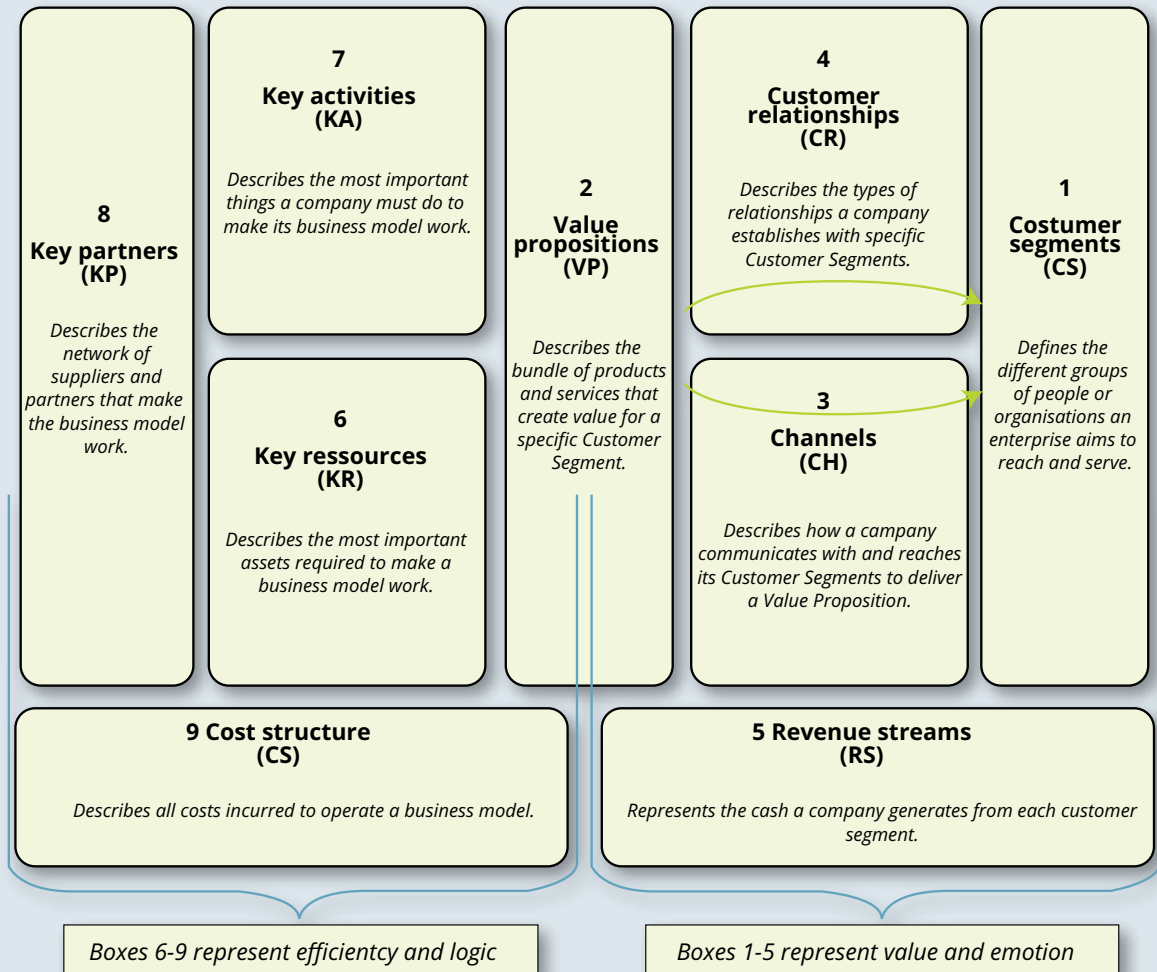 8
Key partners
(KP)
Describes the
network of
suppliers and
partners that make
the business model
work.
7
Key activities
(KA)
Describes the most important
things a company must do to
make its business model work.
6
Key ressources
(KR)
Describes the most important
assets required to make a
business model work.
2
Value
propositions
(VP)
Describes the
bundle of products
and services that
create value for a
specific Customer
Segment.
4
Customer
relationships
(CR)
Describes the types of
relationships a company
establishes with specific
Customer Segments.
3
Channels
(CH)
Describes how a campany
communicates with and reaches
its Customer Segments to deliver
a Value Proposition.
1
Costumer
segments
(CS)
Defines the
different groups
of people or
organisations an
enterprise aims to
reach and serve.
9 Cost structure
(CS)
Describes all costs incurred to operate a business model.
5 Revenue streams
(RS)
Represents the cash a company generates from each customer
segment.
Boxes 6-9 represent efficientcy and logic
Boxes 1-5 represent value and emotion